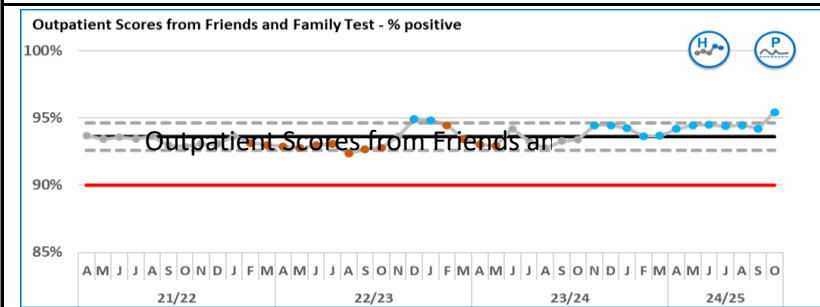 Outpatient Scores from Friends and Family Test - % positive
H P
100%
95%
Outpatient Scores from Friends an
90%
85%
A M J J A S O N D J F M A M J J A S O N D J F M A M J J A S O N D J F M A M J J A S O
21/22 22/23 23/24 24/25